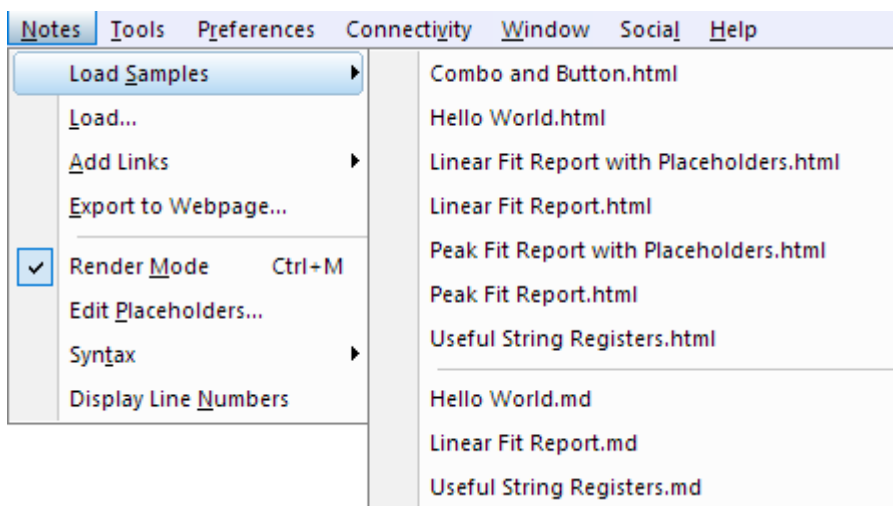 Notes Tools Preferences Connectivity Window Social Help
Load Samples
Load...
Add Links
Export to Webpage...
Render Mode Ctrl+M
Edit Placeholders...
Syntax
Display Line Numbers
Combo and Button.html
Hello World.html
Linear Fit Report with Placeholders.html
Linear Fit Report.html
Peak Fit Report with Placeholders.html
Peak Fit Report.html
Useful String Registers.html
Hello World.md
Linear Fit Report.md
Useful String Registers.md